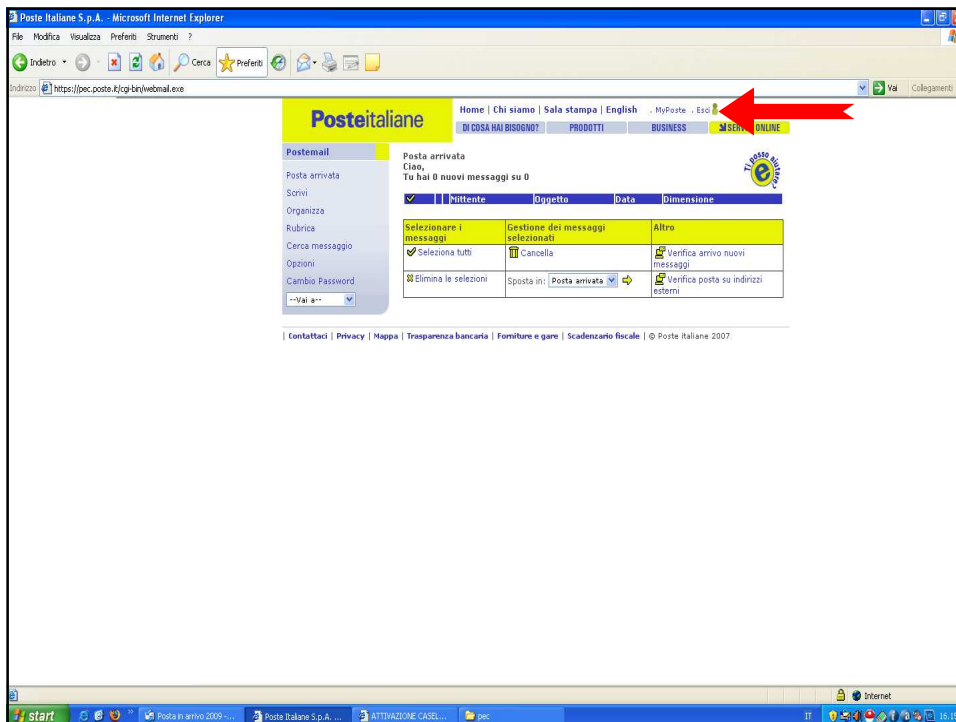 Poste Italiane S.p.A. - Microsoft Internet Explorer
File Modifica Visualizza Preferiti Strumenti ?
Indietro Cerca Preferiti
Indirizzo https://pec.poste.it/cgi-bin/webmail.exe Vai Collegamenti
Posteitaliane
Home | Chi siamo | Sala stampa | English MyPoste Esci
DI COSA HAI BISOGNO? PRODOTTI BUSINESS ONLINE
Postemail
Posta arrivata
Scrivi
Organizza
Rubrica
Cerca messaggio
Opzioni
Cambio Password
--Vai a--
Posta arrivata
Ciao,
Tu hai 0 nuovi messaggi su 0
Ti posso aiutare?
e
Mittente Oggetto Data Dimensione
Selezionare i messaggi
Gestione dei messaggi selezionati
Altro
Seleziona tutti
Cancella
Verifica arrivo nuovi messaggi
Elimina le selezioni
Sposta in: Posta arrivata
Verifica posta su indirizzi esterni
| Contattaci | Privacy | Mappa | Trasparenza bancaria | Forniture e gare | Scadenzario fiscale | © Poste italiane 2007
Internet
start Posta in arrivo 2009 -... Poste Italiane S.p.A. ... ATTIVAZIONE CASEL... pec IT